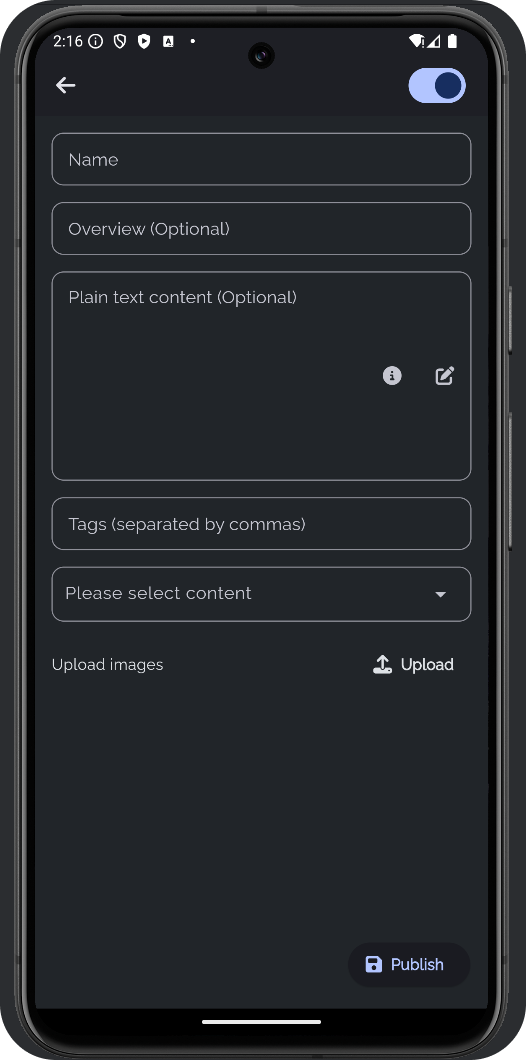 2:16
Name
Overview (Optional)
Plain text content (Optional)
Tags (separated by commas)
Please select content
Upload images Upload
Publish